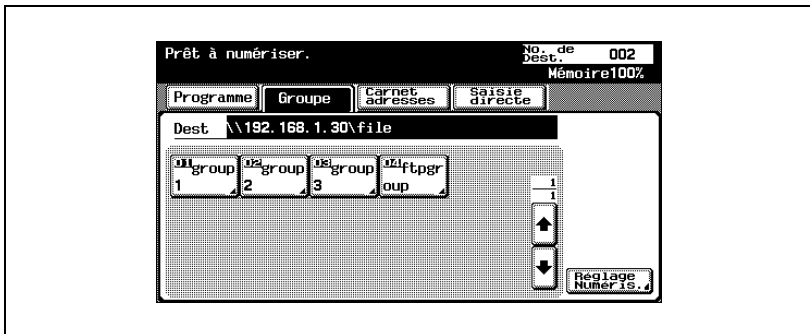 Prêt à numériser.
No. de Dest. 002
Mémoire100%
Programme Groupe Carnet adresses Saisie directe
Dest \\192.168.1.30\file
01 group 1
02 group 2
03 group 3
04 ftpgr oup
1
1
Réglage
Numéris.